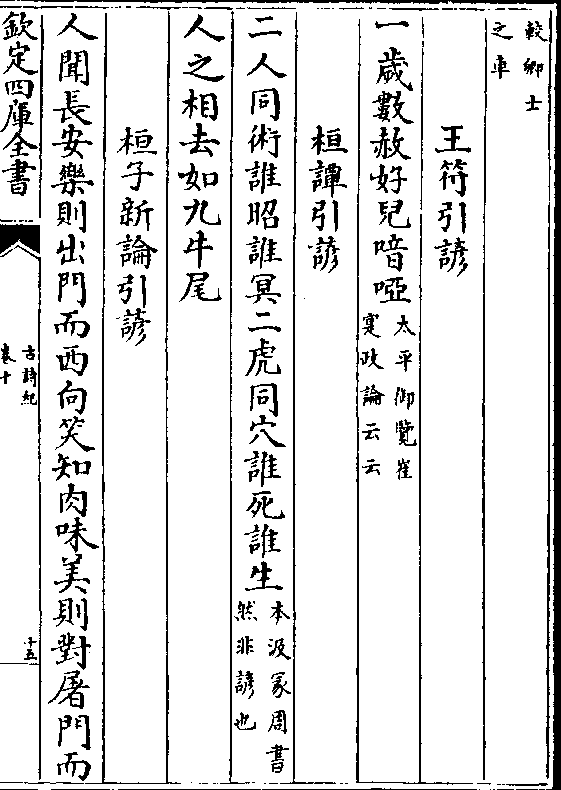 較卿士
之車
王符引諺
一歲數赦好兒喑啞太平御覽崔
寔政論云云
桓譚引諺
二人同術誰昭誰冥二虎同穴誰死誰生本汲冢周書
然非諺也
人之相去如九牛尾
桓子新論引諺
人聞長安樂則出門而西向笑知肉味美則對屠門而
欽定四庫全書
古詩紀
卷十
十五